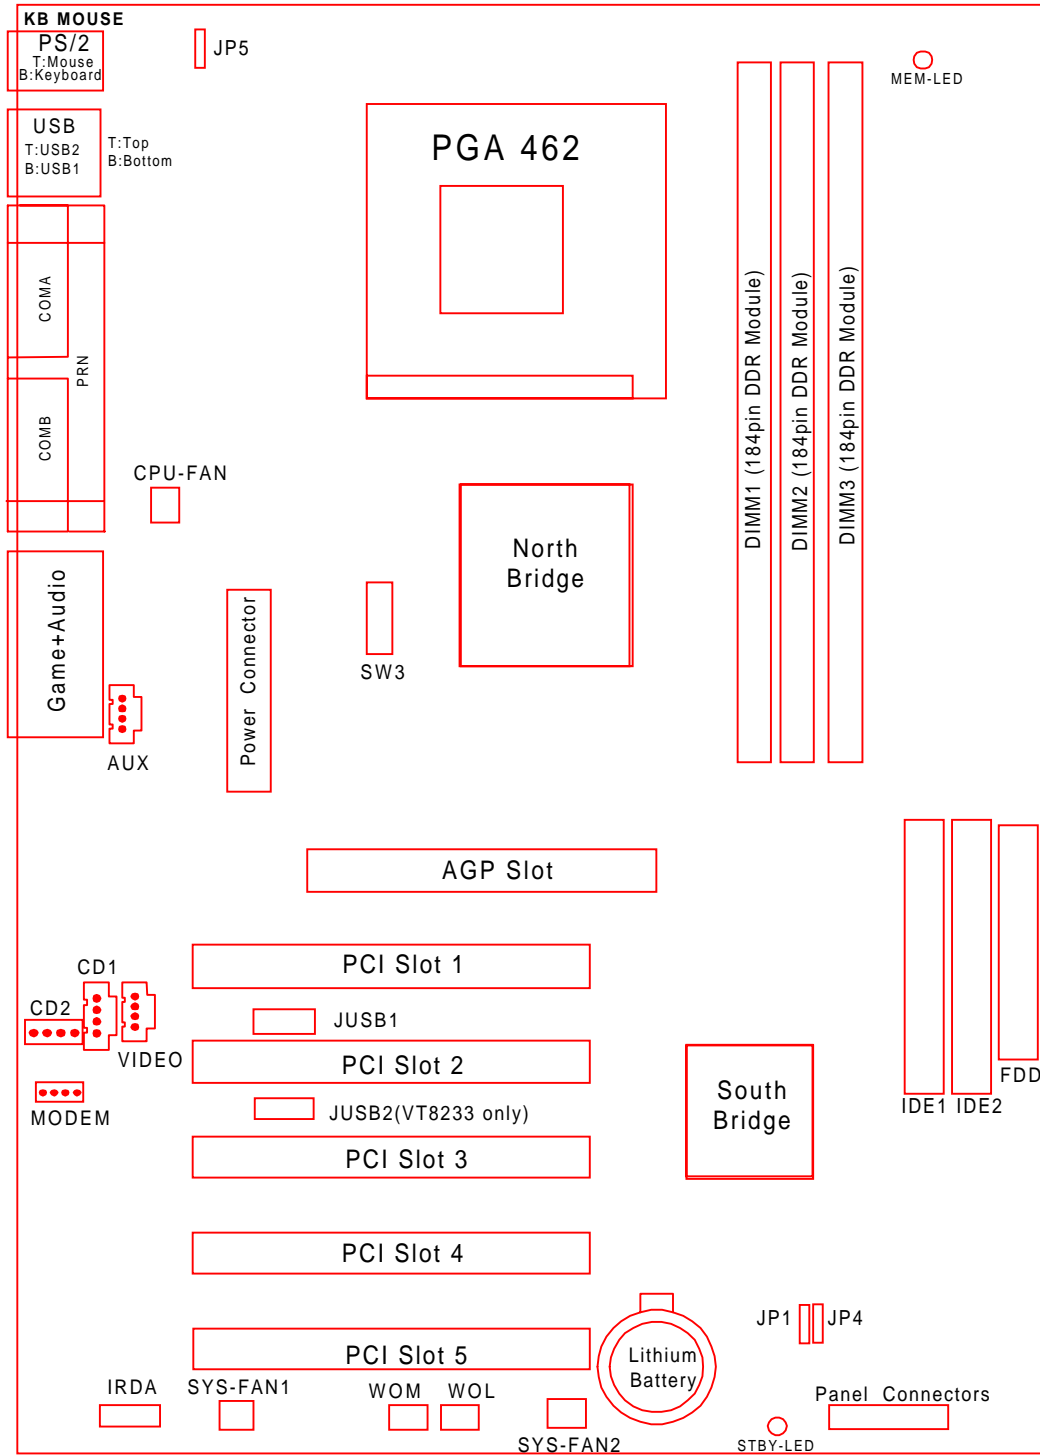 KB MOUSE
PS/2
T:Mouse
B:Keyboard
JP5
MEM-LED
USB
T:USB2
B:USB1
T:Top
B:Bottom
PGA 462
COMA
PRN
COMB
DIMM1 (184pin DDR Module)
DIMM2 (184pin DDR Module)
DIMM3 (184pin DDR Module)
CPU-FAN
North
Bridge
Game+Audio
Power Connector
SW3
AUX
AGP Slot
PCI Slot 1
CD1
CD2
JUSB1
VIDEO
PCI Slot 2
MODEM
JUSB2(VT8233 only)
South
Bridge
FDD
IDE1
IDE2
PCI Slot 3
PCI Slot 4
JP1
JP4
PCI Slot 5
Lithium
Battery
IRDA
SYS-FAN1
WOM
WOL
Panel Connectors
SYS-FAN2
STBY-LED